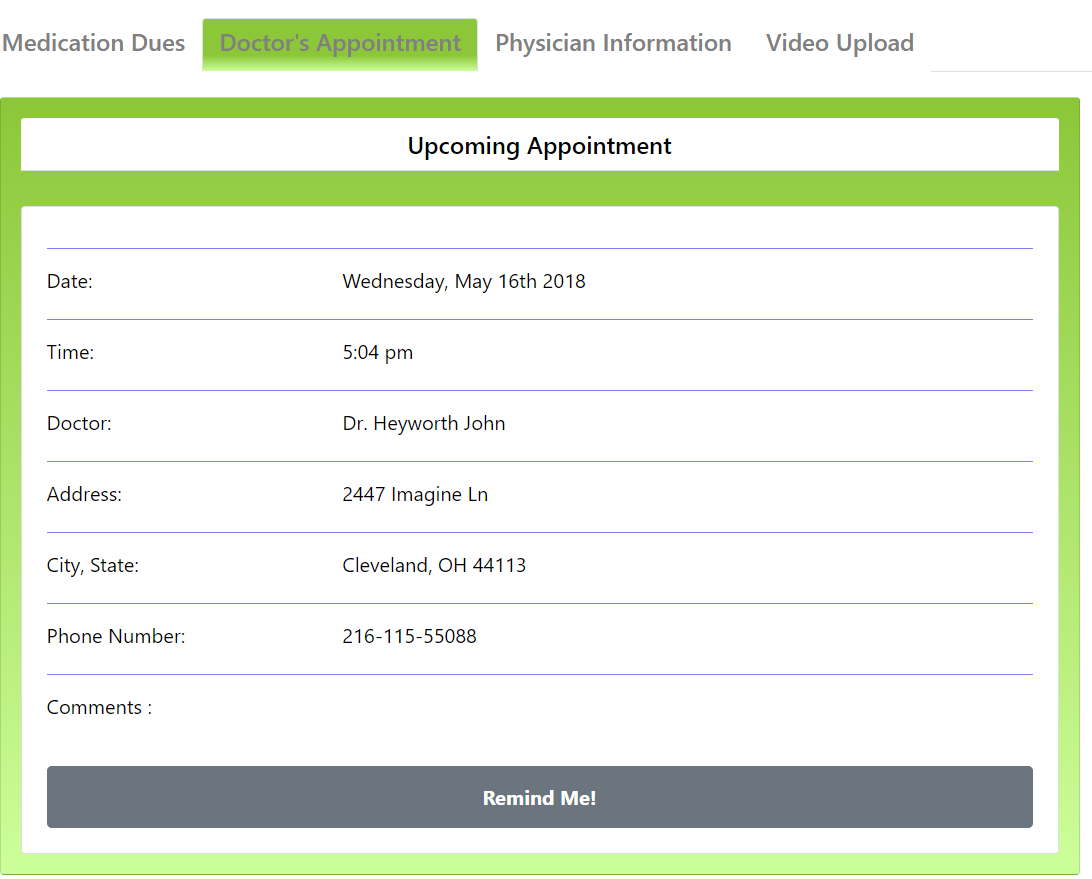 Medication Dues Doctor's Appointment Physician Information Video Upload
Upcoming Appointment
Date: Wednesday, May 16th 2018
Time: 5:04 pm
Doctor: Dr. Heyworth John
Address: 2447 Imagine Ln
City, State: Cleveland, OH 44113
Phone Number: 216-115-55088
Comments :
Remind Me!